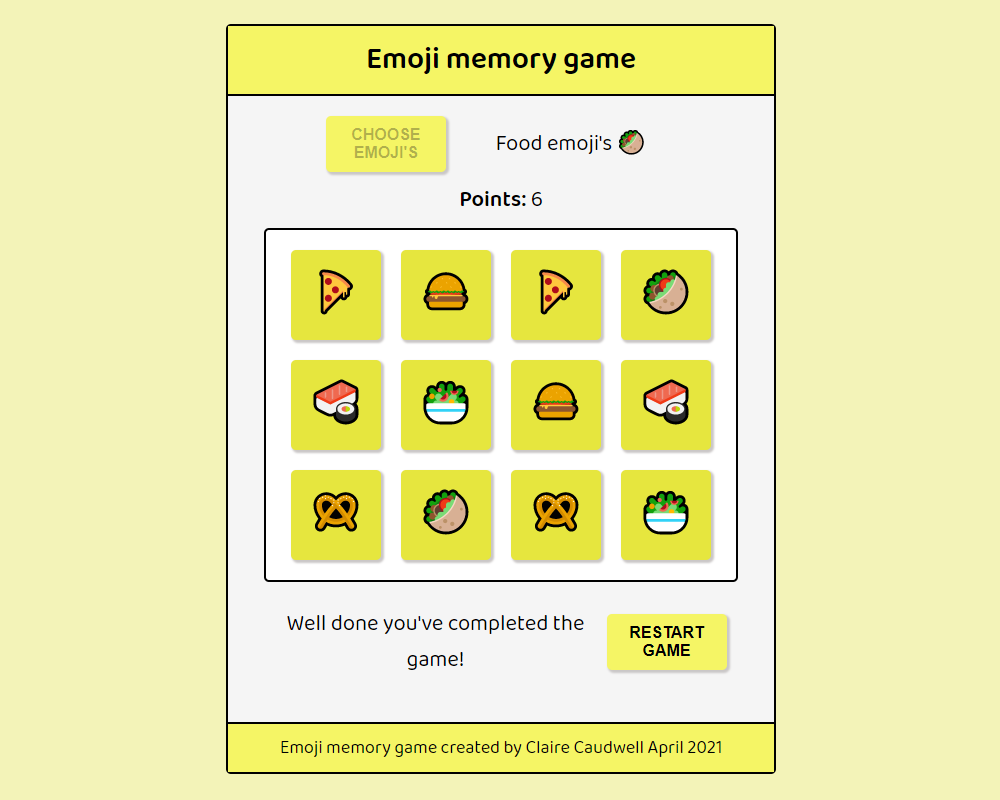 Emoji memory game
CHOOSE
EMOJI'S
Food emoji's
Points: 6
Well done you've completed the
game!
RESTART
GAME
Emoji memory game created by Claire Caudwell April 2021